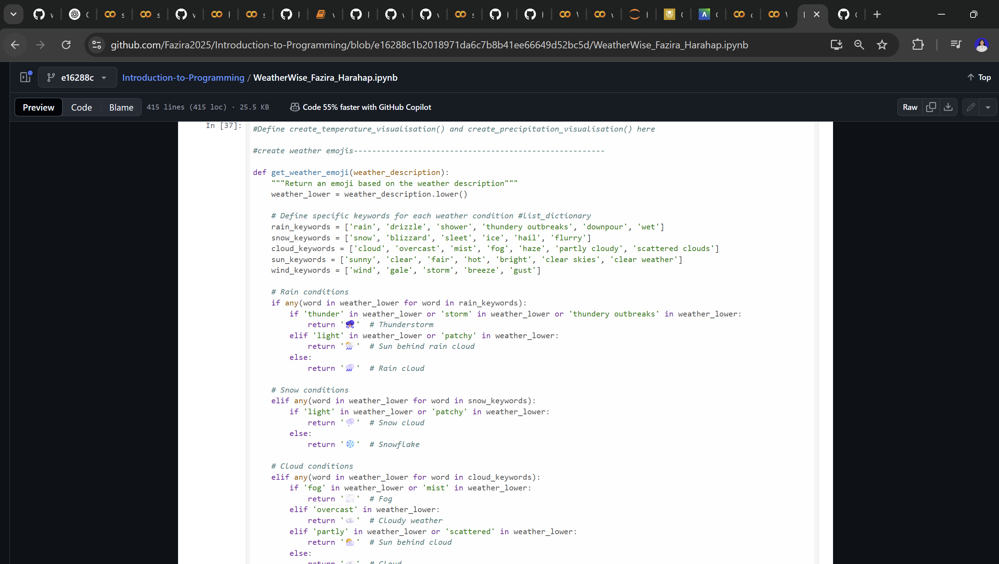 github.com/Fazira2025/Introduction-to-Programming/blob/e16288c1b2018971da6c7b8b41ee66649d52bc5d/WeatherWise_Fazira_Harahap.ipynb
e16288c Introduction-to-Programming / WeatherWise_Fazira_Harahap.ipynb Top
Preview Code Blame 415 lines (415 loc) · 25.5 KB Code 55% faster with GitHub Copilot Raw
In [37]: #Define create_temperature_visualisation() and create_precipitation_visualisation() here
#create weather emojis-------------------------------------------------------
def get_weather_emoji(weather_description):
"""Return an emoji based on the weather description"""
weather_lower = weather_description.lower()
# Define specific keywords for each weather condition #list_dictionary
rain_keywords = ['rain', 'drizzle', 'shower', 'thundery outbreaks', 'downpour', 'wet']
snow_keywords = ['snow', 'blizzard', 'sleet', 'ice', 'hail', 'flurry']
cloud_keywords = ['cloud', 'overcast', 'mist', 'fog', 'haze', 'partly cloudy', 'scattered clouds']
sun_keywords = ['sunny', 'clear', 'fair', 'hot', 'bright', 'clear skies', 'clear weather']
wind_keywords = ['wind', 'gale', 'storm', 'breeze', 'gust']
# Rain conditions
if any(word in weather_lower for word in rain_keywords):
if 'thunder' in weather_lower or 'storm' in weather_lower or 'thundery outbreaks' in weather_lower:
return '⛈️' # Thunderstorm
elif 'light' in weather_lower or 'patchy' in weather_lower:
return '🌦️' # Sun behind rain cloud
else:
return '🌧️' # Rain cloud
# Snow conditions
elif any(word in weather_lower for word in snow_keywords):
if 'light' in weather_lower or 'patchy' in weather_lower:
return '🌨️' # Snow cloud
else:
return '❄️' # Snowflake
# Cloud conditions
elif any(word in weather_lower for word in cloud_keywords):
if 'fog' in weather_lower or 'mist' in weather_lower:
return '🌫️' # Fog
elif 'overcast' in weather_lower:
return '☁️' # Cloudy weather
elif 'partly' in weather_lower or 'scattered' in weather_lower:
return '⛅' # Sun behind cloud
else:
return '☁️' # Cloud